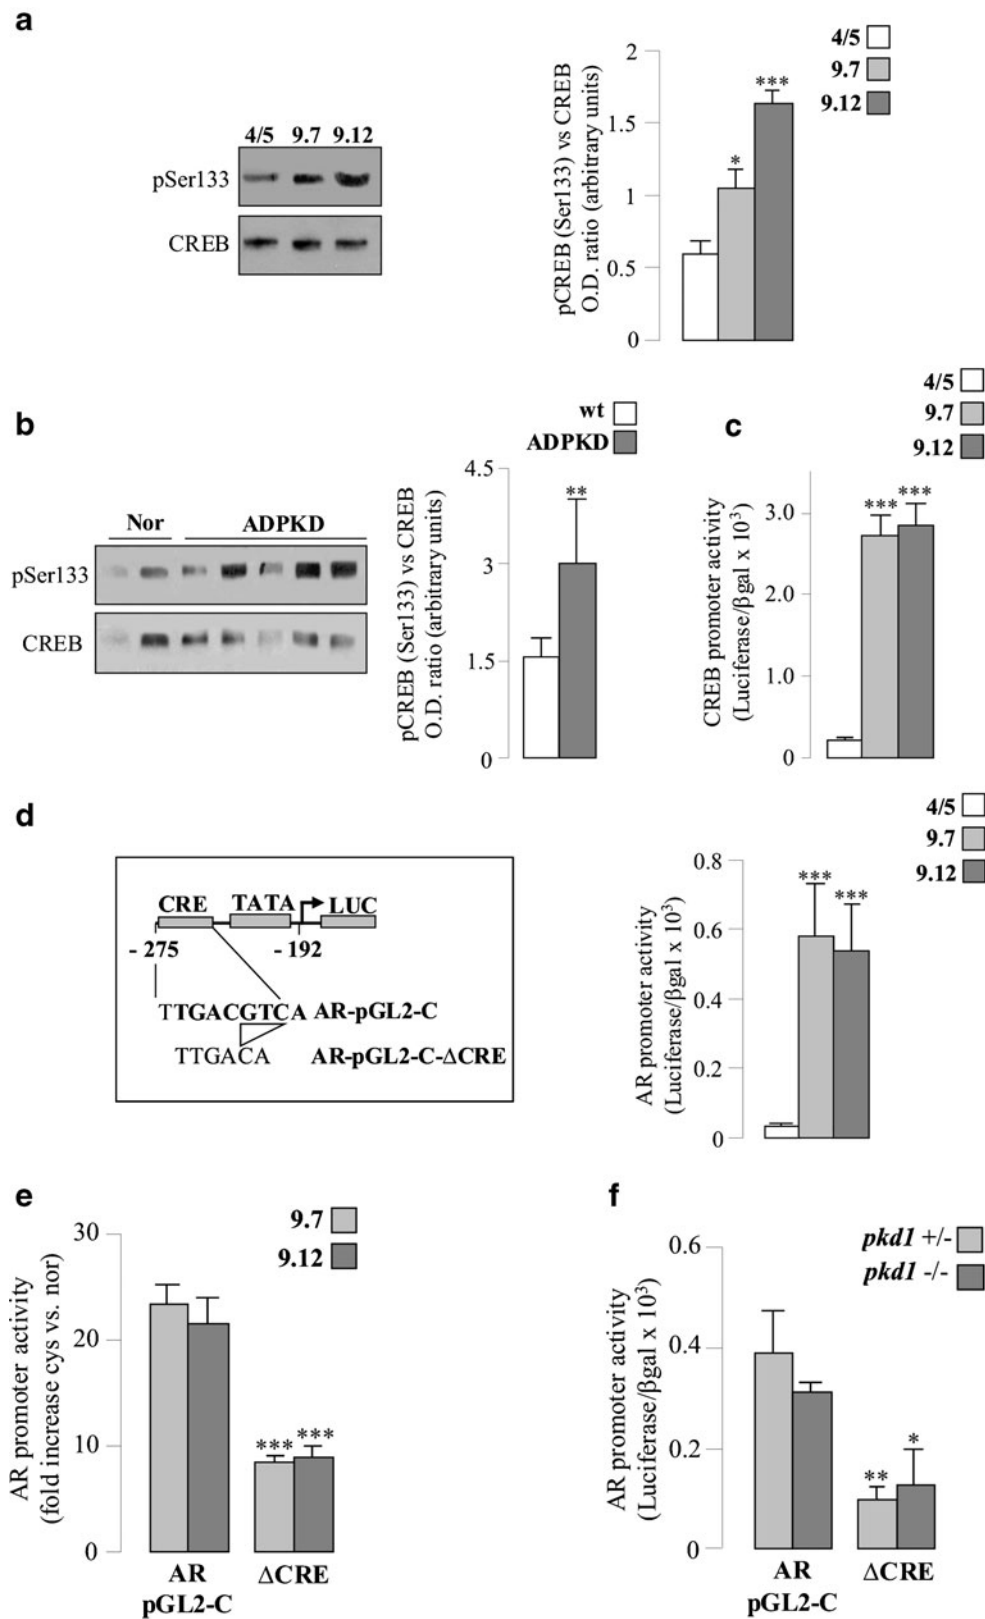 a
4/5 9.7 9.12
pSer133
CREB
pCREB (Ser133) vs CREB
O.D. ratio (arbitrary units)
2
1.5
1
0.5
0
*
***
4/5
9.7
9.12
b
Nor ADPKD
pSer133
CREB
wt
ADPKD
pCREB (Ser133) vs CREB
O.D. ratio (arbitrary units)
4.5
3
1.5
0
**
c
4/5
9.7
9.12
CREB promoter activity
(Luciferase/βgal x 10³)
3.0
2.0
1.0
0
*** ***
d
CRE TATA LUC
- 275 - 192
TTGACGTCA AR-pGL2-C
TTGACA AR-pGL2-C-ΔCRE
4/5
9.7
9.12
AR promoter activity
(Luciferase/βgal x 10³)
0.8
0.6
0.4
0.2
0
*** ***
e
9.7
9.12
AR promoter activity
(fold increase cys vs. nor)
30
20
10
0
*** ***
AR
pGL2-C
ΔCRE
f
pkd1 +/-
pkd1 -/-
AR promoter activity
(Luciferase/βgal x 10³)
0.6
0.4
0.2
0
** *
AR
pGL2-C
ΔCRE